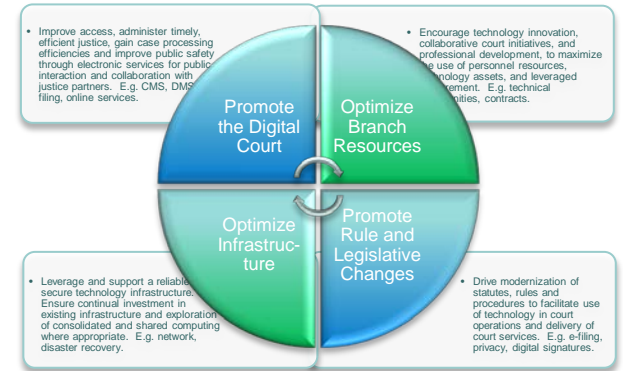 • Improve access, administer timely,
efficient justice, gain case processing
efficiencies and improve public safety
through electronic services for public
interaction and collaboration with
justice partners. E.g. CMS, DMS
filing, online services.
• Encourage technology innovation,
collaborative court initiatives, and
professional development, to maximize
use of personnel resources,
assets, and leveraged
E.g. technical
contracts.
Promote
the Digital
Court
Optimize
Branch
Resources
Optimize
Infrastruc-
ture
Promote
Rule and
Legislative
Changes
• Leverage and support a reliable
secure technology infrastructure.
Ensure continual investment in
existing infrastructure and exploration
of consolidated and shared computing
where appropriate. E.g. network,
disaster recovery.
• Drive modernization of
statutes, rules and
procedures to facilitate use
of technology in court
operations and delivery of
court services. E.g. e-filing,
privacy, digital signatures.